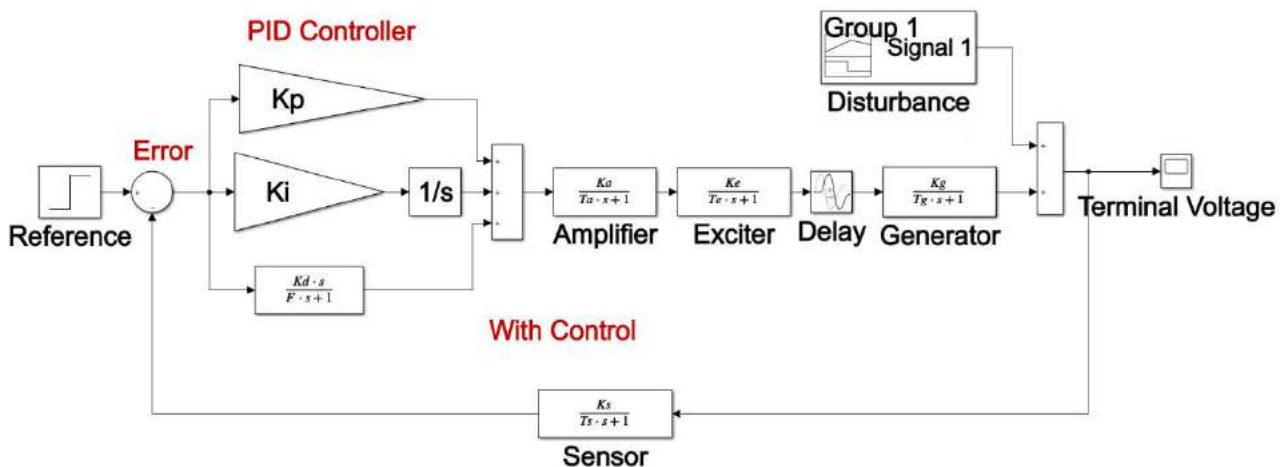 PID Controller
Group 1
Signal 1
Disturbance
Kp
Error
+
+
+
Reference
+
-
Ki
1/s
+
Ka
Ta · s + 1
Amplifier
Ke
Te · s + 1
Exciter
Delay
Kg
Tg · s + 1
Generator
+
Terminal Voltage
+
Kd · s
F · s + 1
With Control
Ks
Ts · s + 1
Sensor